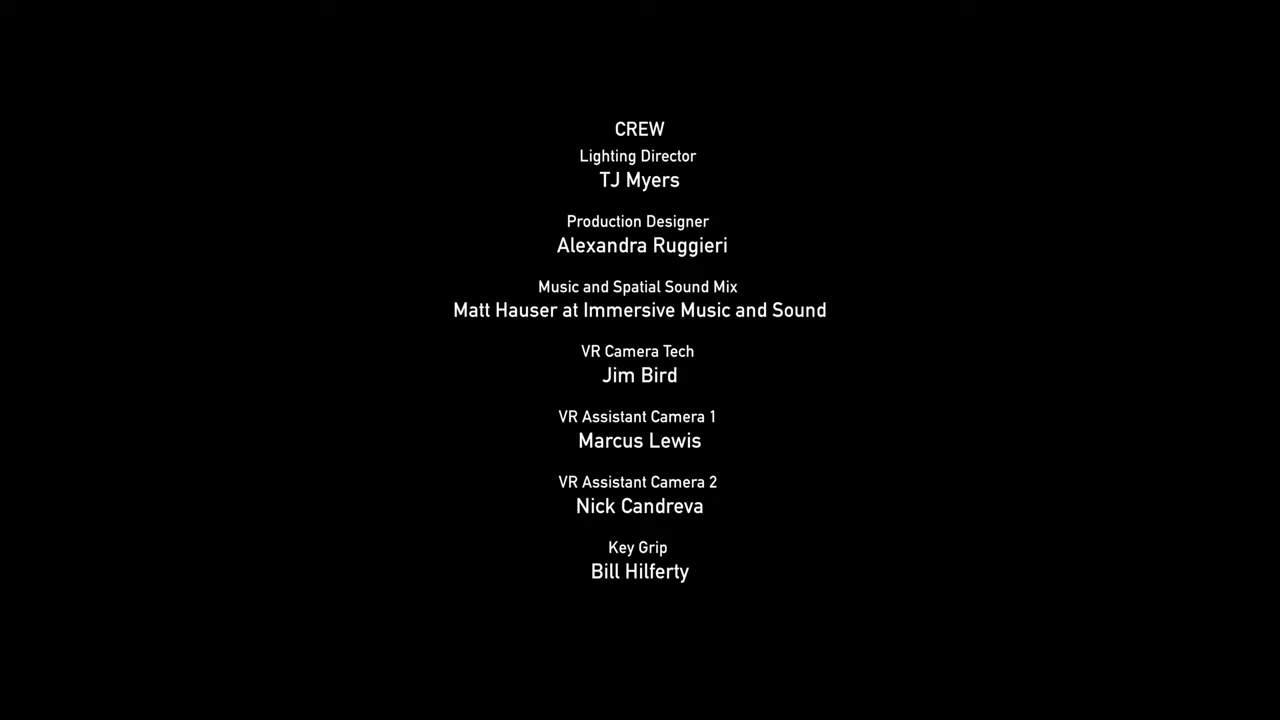 CREW
Lighting Director
TJ Myers
Production Designer
Alexandra Ruggieri
Music and Spatial Sound Mix
Matt Hauser at Immersive Music and Sound
VR Camera Tech
Jim Bird
VR Assistant Camera 1
Marcus Lewis
VR Assistant Camera 2
Nick Candreva
Key Grip
Bill Hilferty